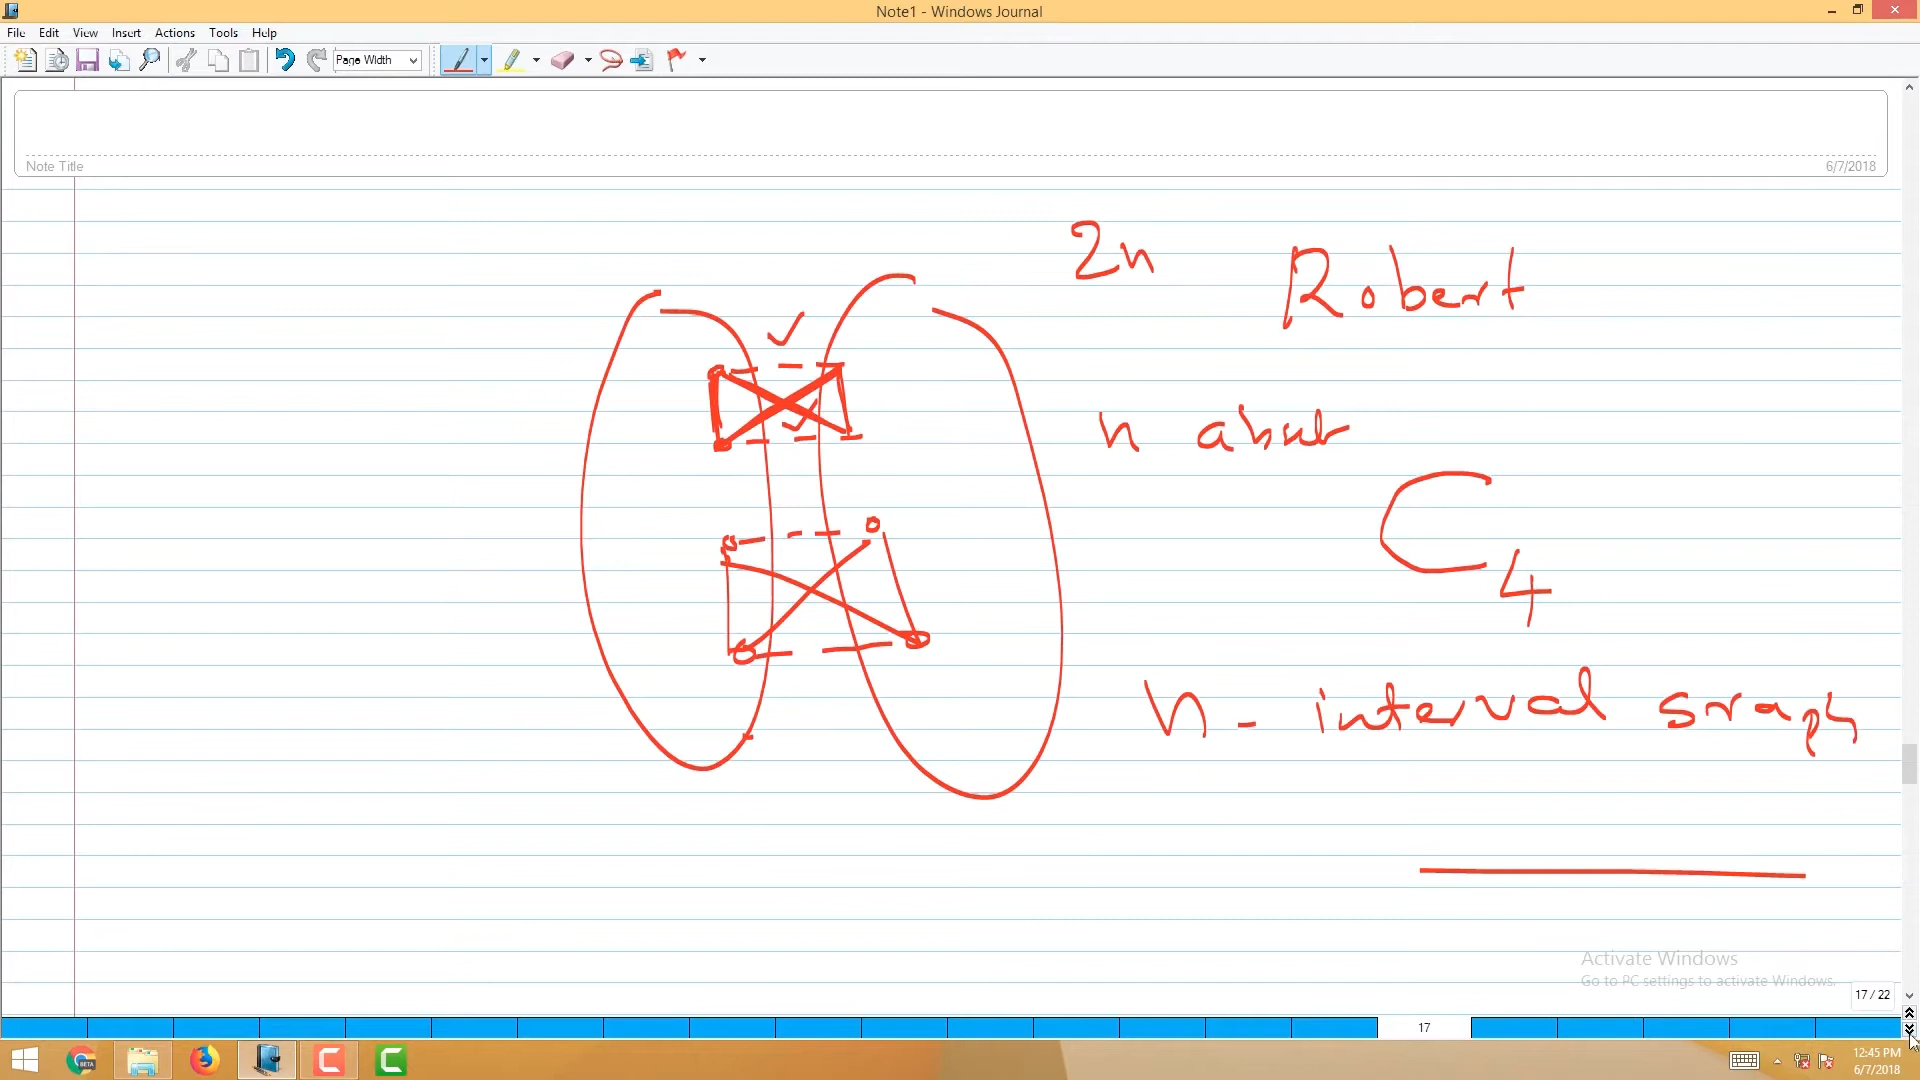 Note1 - Windows Journal
File Edit View Insert Actions Tools Help
Page Width
Note Title
6/7/2018
2n
Robert
n absent
C4
n - interval graph
Activate Windows
Go to PC settings to activate Windows.
17 / 22
17
12:45 PM
6/7/2018